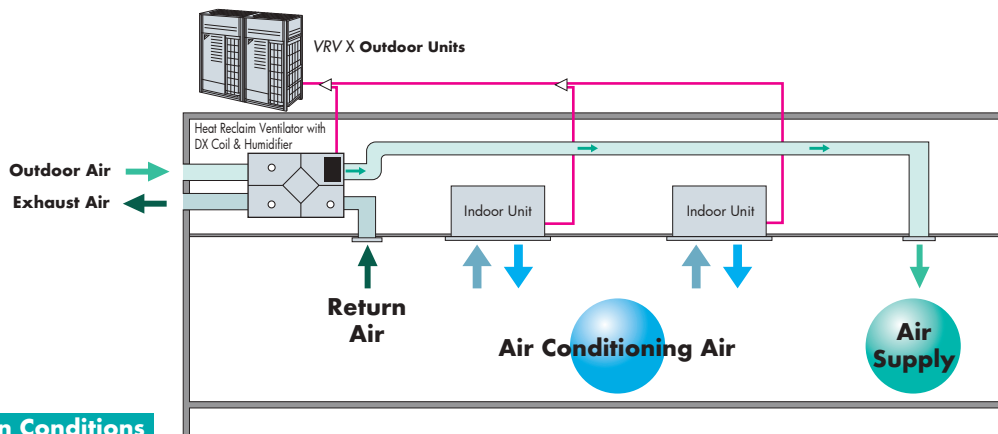 VRV X Outdoor Units
Heat Reclaim Ventilator with
DX Coil & Humidifier
Outdoor Air
Exhaust Air
Indoor Unit
Indoor Unit
Return
Air
Air Conditioning Air
Air
Supply
Conditions